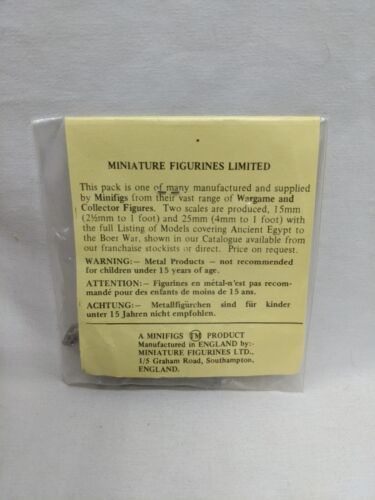 MINIATURE FIGURINES LIMITED
This pack is one of many manufactured and supplied
by Minifigs from their vast range of Wargame and
Collector Figures. Two scales are produced, 15mm
(2½mm to 1 foot) and 25mm (4mm to 1 foot) with
the full Listing of Models covering Ancient Egypt to
the Boer War, shown in our Catalogue available from
our franchaise stockists or direct. Price on request.
WARNING:– Metal Products – not recommended
for children under 15 years of age.
ATTENTION:– Figurines en métal-n'est pas recom-
mandé pour des enfants de moins de 15 ans.
ACHTUNG:– Metallfigürchen sind für kinder
unter 15 Jahren nicht empfohlen.
A MINIFIGS TM PRODUCT
Manufactured in ENGLAND by:-
MINIATURE FIGURINES LTD.,
1/5 Graham Road, Southampton,
ENGLAND.